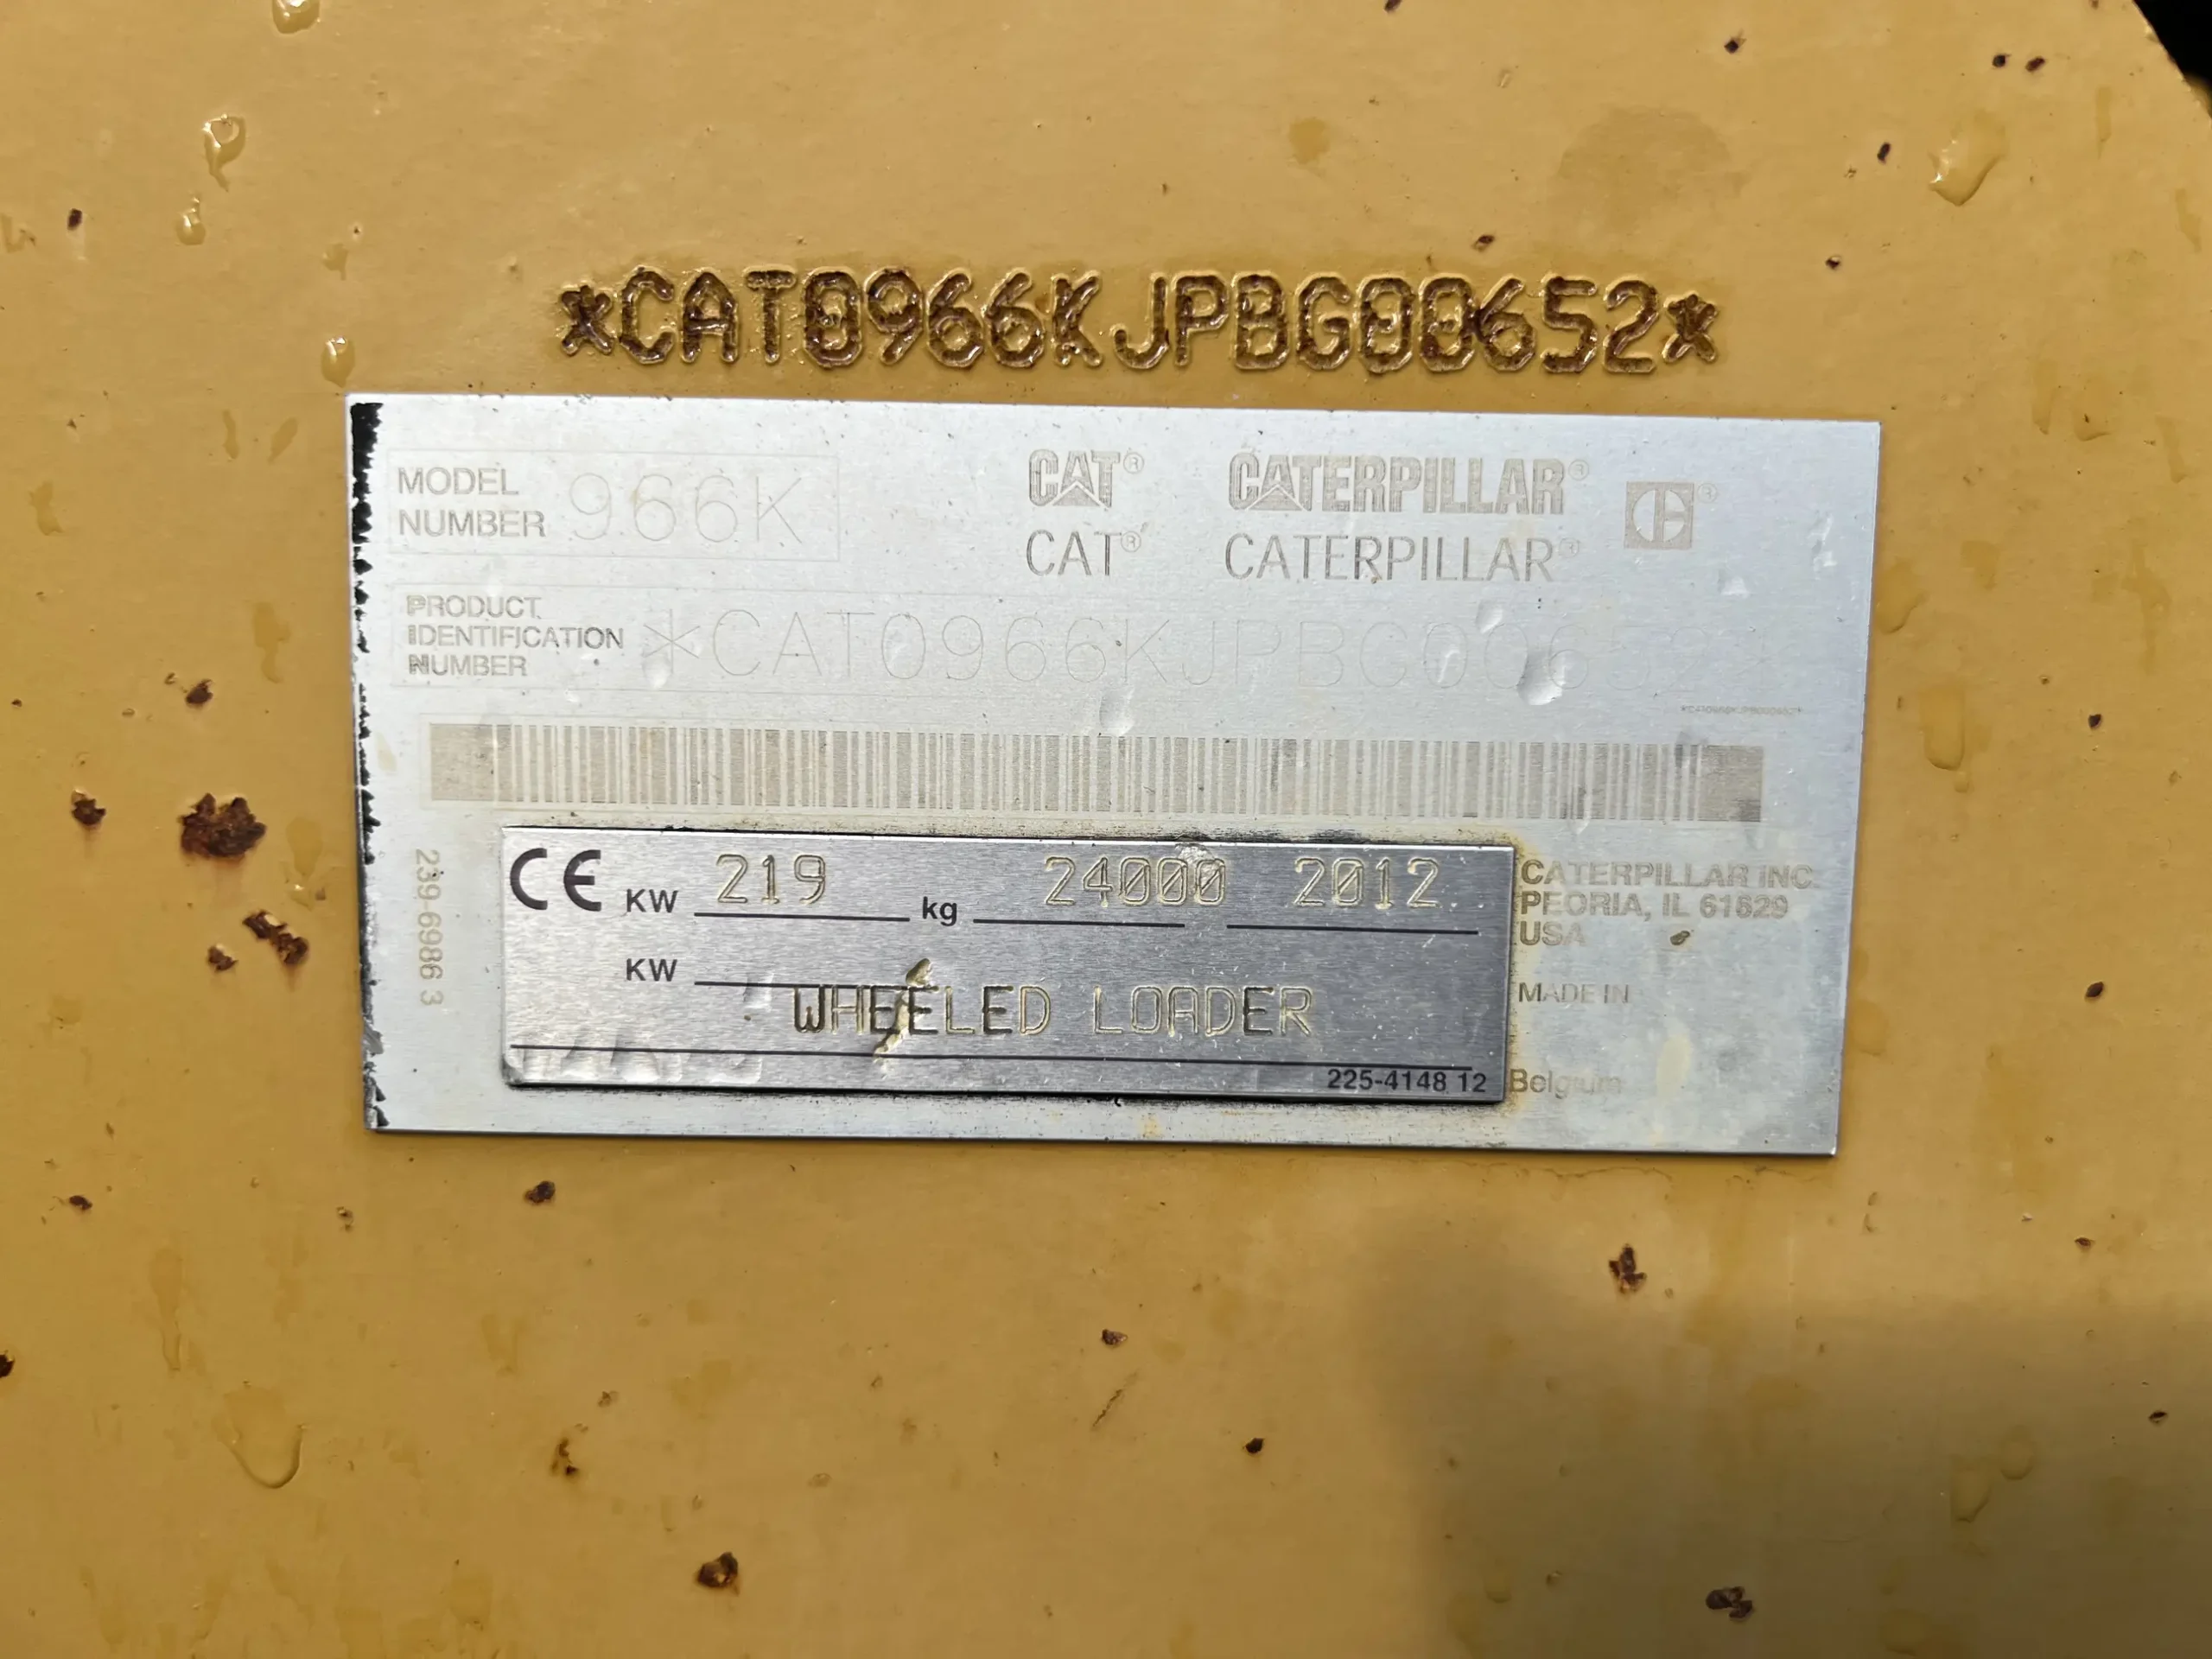 *CAT0966KJPBG00652*
MODEL NUMBER 966K
CAT® CATERPILLAR®
CAT® CATERPILLAR®
PRODUCT IDENTIFICATION NUMBER *CAT0966KJPBG00652*
*CAT0966KJPBG00652*
239-6986 3
CE KW 219 kg 24000 2012
KW
WHEELED LOADER
225-4148 12
CATERPILLAR INC.
PEORIA, IL 61629
USA
MADE IN
Belgium